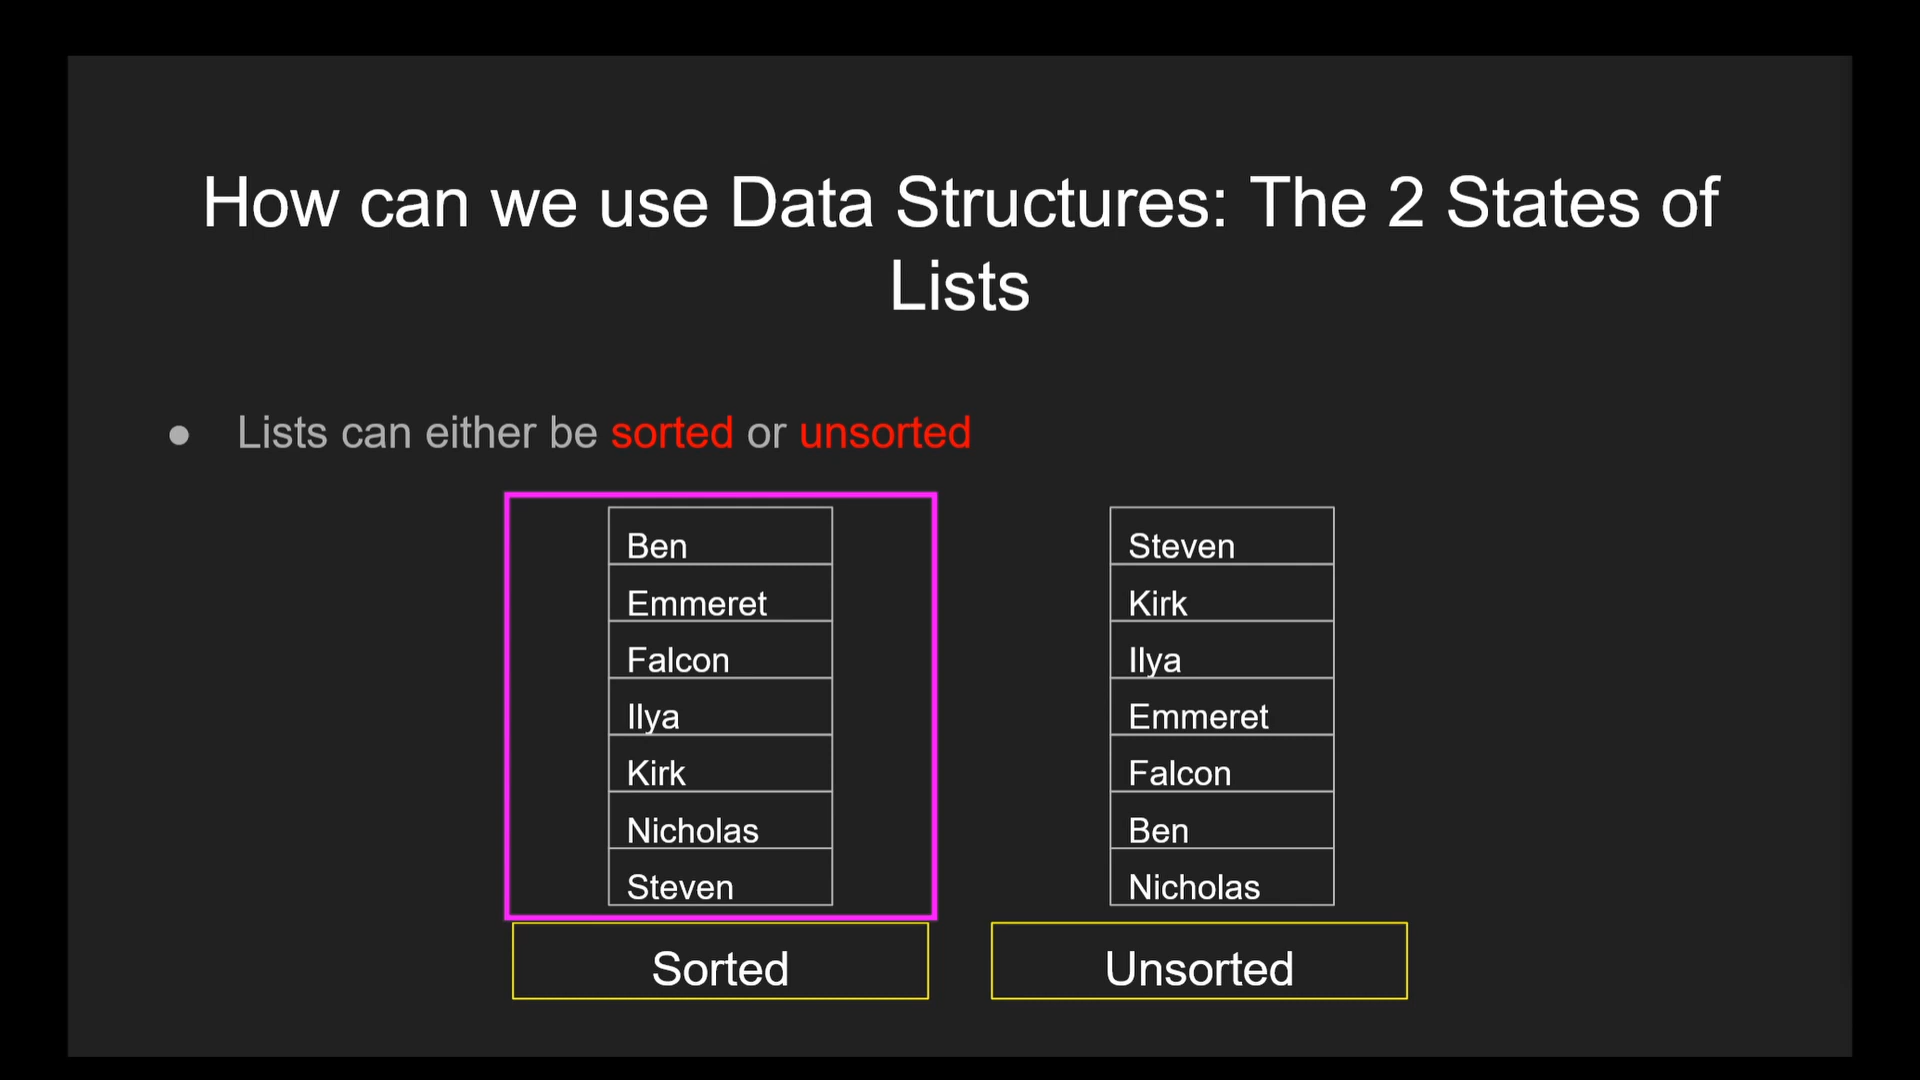 How can we use Data Structures: The 2 States of
Lists
● Lists can either be sorted or unsorted
Ben
Emmeret
Falcon
Ilya
Kirk
Nicholas
Steven
Sorted
Steven
Kirk
Ilya
Emmeret
Falcon
Ben
Nicholas
Unsorted